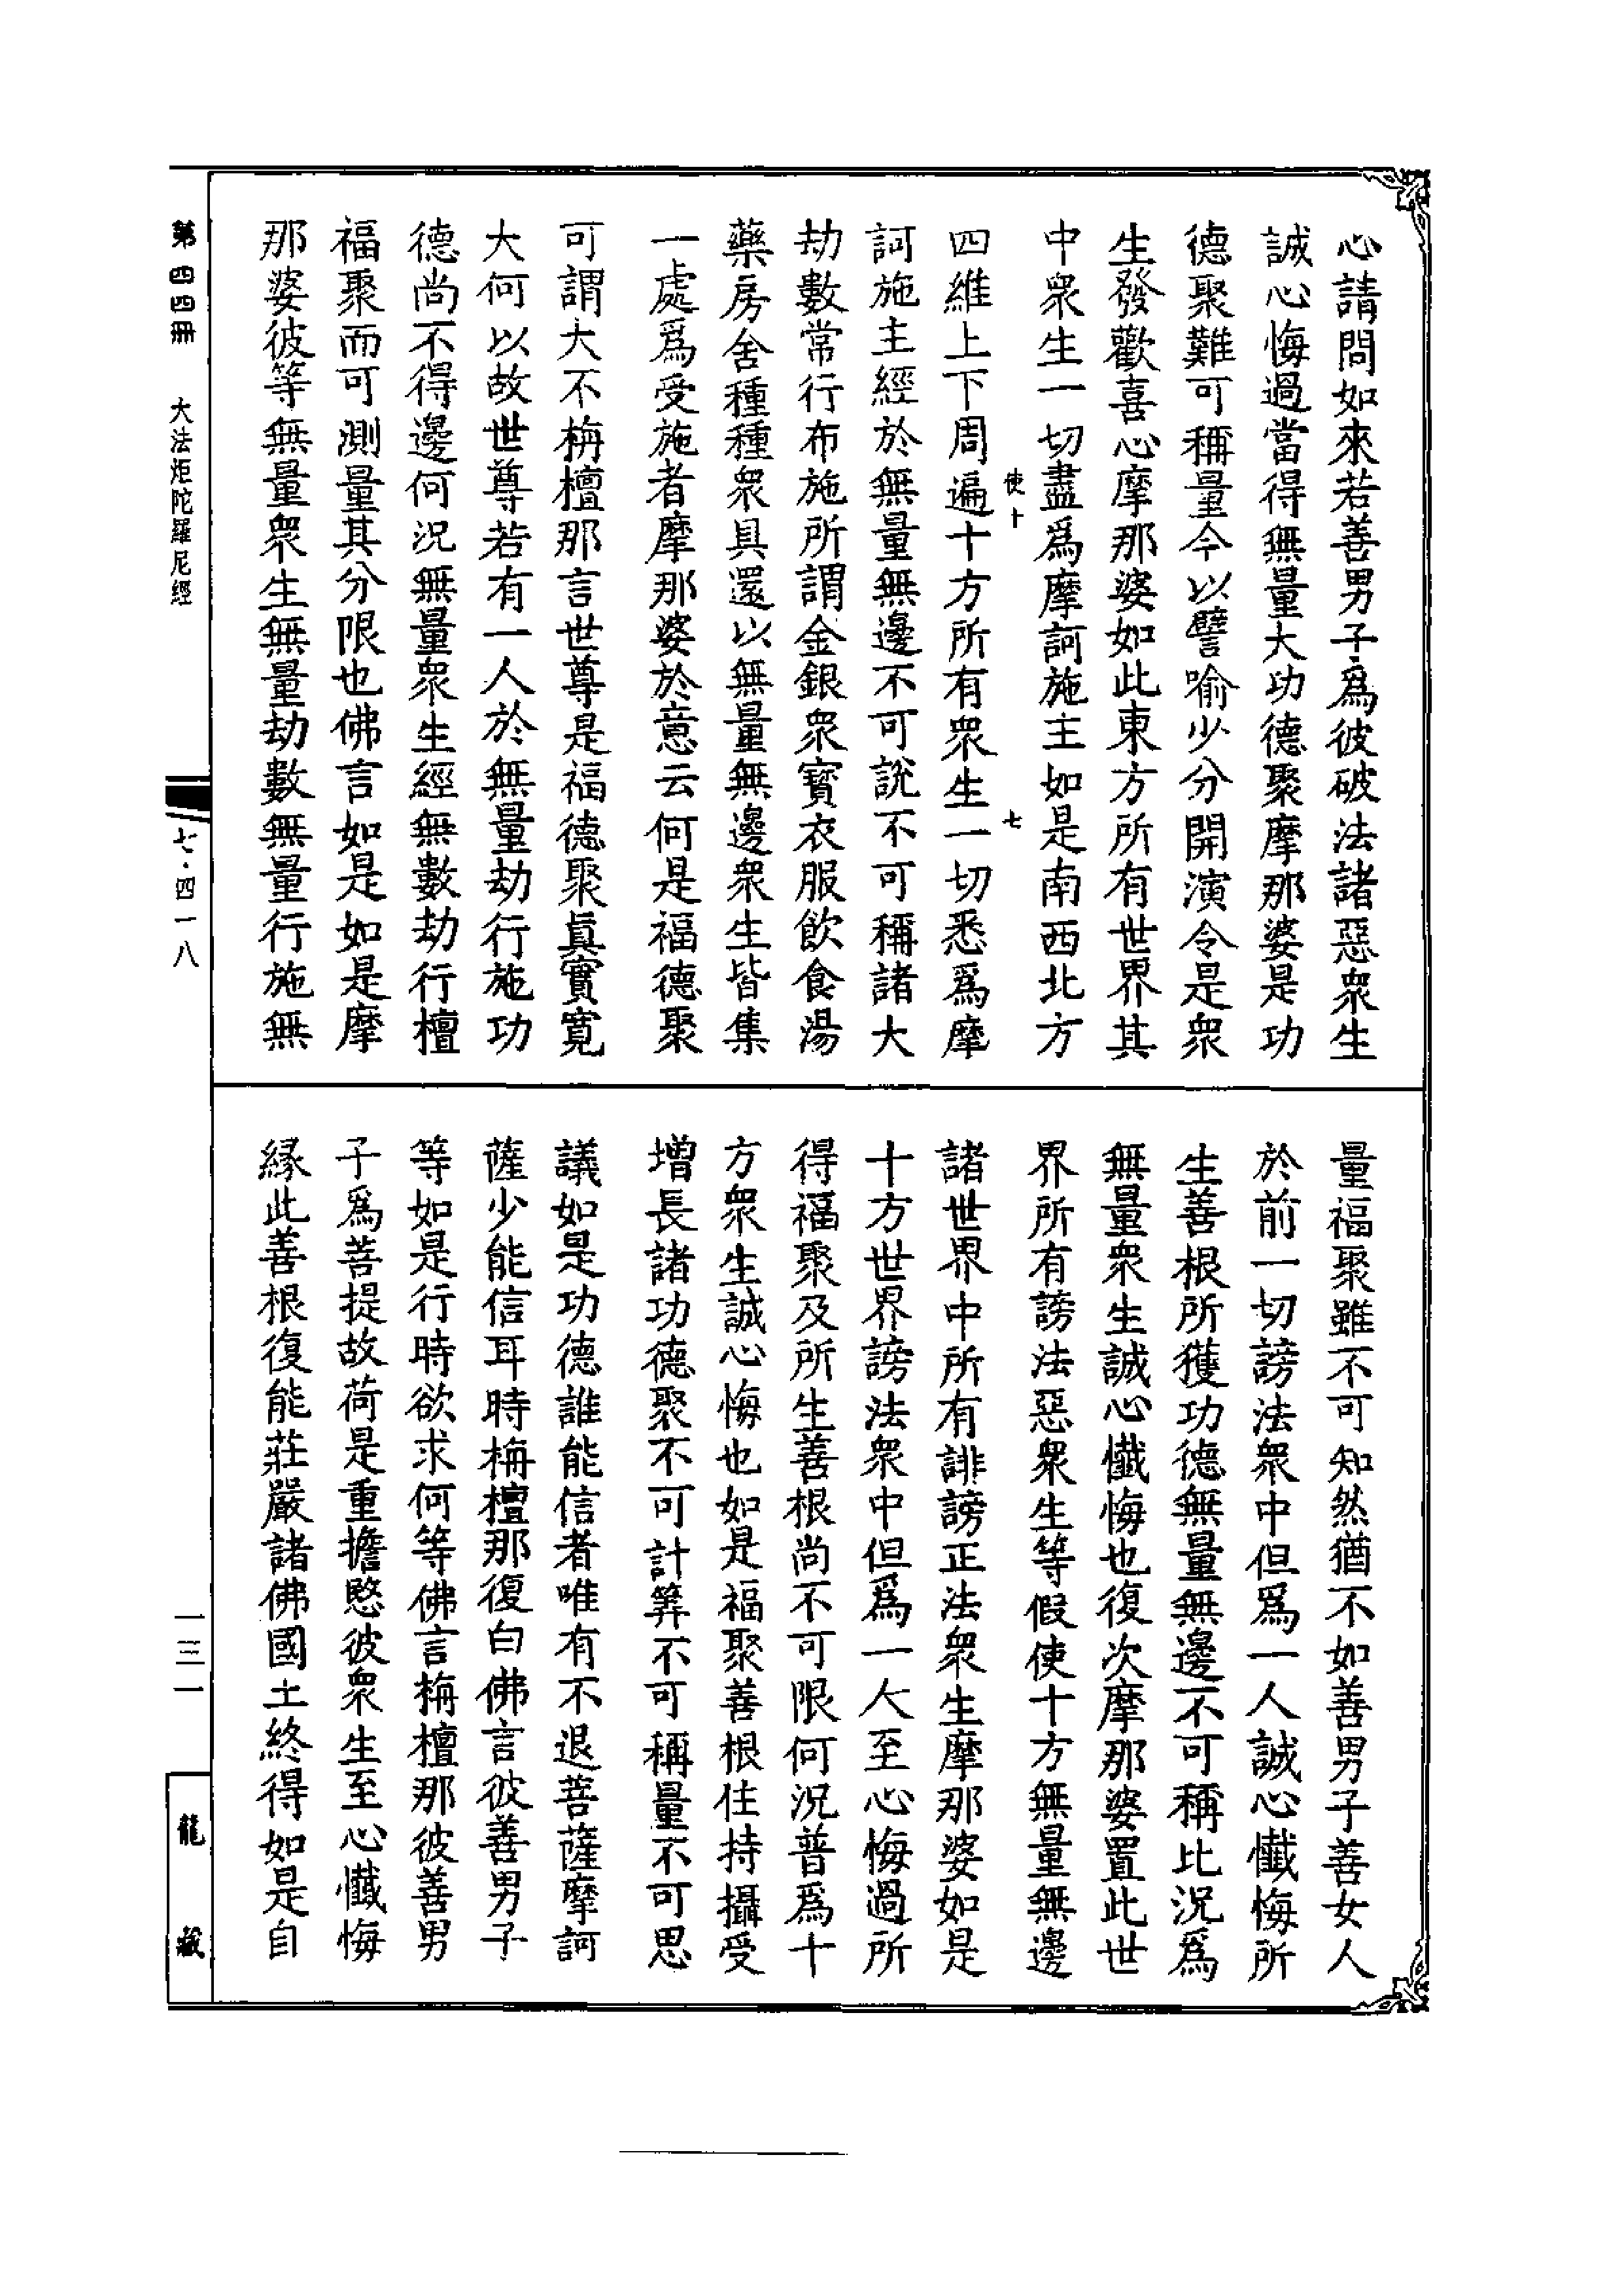 心請問如來若善男子爲彼破法諸惡衆生
誠心悔過當得無量大功德聚摩那婆是功
德聚難可稱量今以譬喻少分開演令是衆
生發歡喜心摩那婆如此東方所有世界其
中衆生一切盡爲摩訶施主如是南西北方
使十 七
四維上下周遍十方所有衆生一切悉爲摩
訶施主經於無量無邊不可說不可稱諸大
劫數常行布施所謂金銀衆寳衣服飲食湯
藥房舍種種衆具還以無量無邊衆生皆集
一處爲受施者摩那婆於意云何是福德聚
可謂大不栴檀那言世尊是福德聚眞實寛
大何以故世尊若有一人於無量劫行施功
德尚不得邊何況無量衆生經無數劫行檀
福聚而可測量其分限也佛言如是如是摩
那婆彼等無量衆生無量劫數無量行施無
量福聚雖不可知然猶不如善男子善女人
於前一切謗法衆中但爲一人誠心懺悔所
生善根所獲功德無量無邊不可稱比況爲
無量衆生誠心懺悔也復次摩那婆置此世
界所有謗法惡衆生等假使十方無量無邊
諸世界中所有誹謗正法衆生摩那婆如是
十方世界謗法衆中但爲一人至心悔過所
得福聚及所生善根尚不可限何況普爲十
方衆生誠心悔也如是福聚善根住持攝受
增長諸功德聚不可計筭不可稱量不可思
議如是功德誰能信者唯有不退菩薩摩訶
薩少能信耳時栴檀那復白佛言彼善男子
等如是行時欲求何等佛言栴檀那彼善男
子爲菩提故荷是重擔愍彼衆生至心懺悔
緣此善根復能莊嚴諸佛國土終得如是自
第四四冊 大法炬陀羅尼經
七·四一八
一三一
龍藏